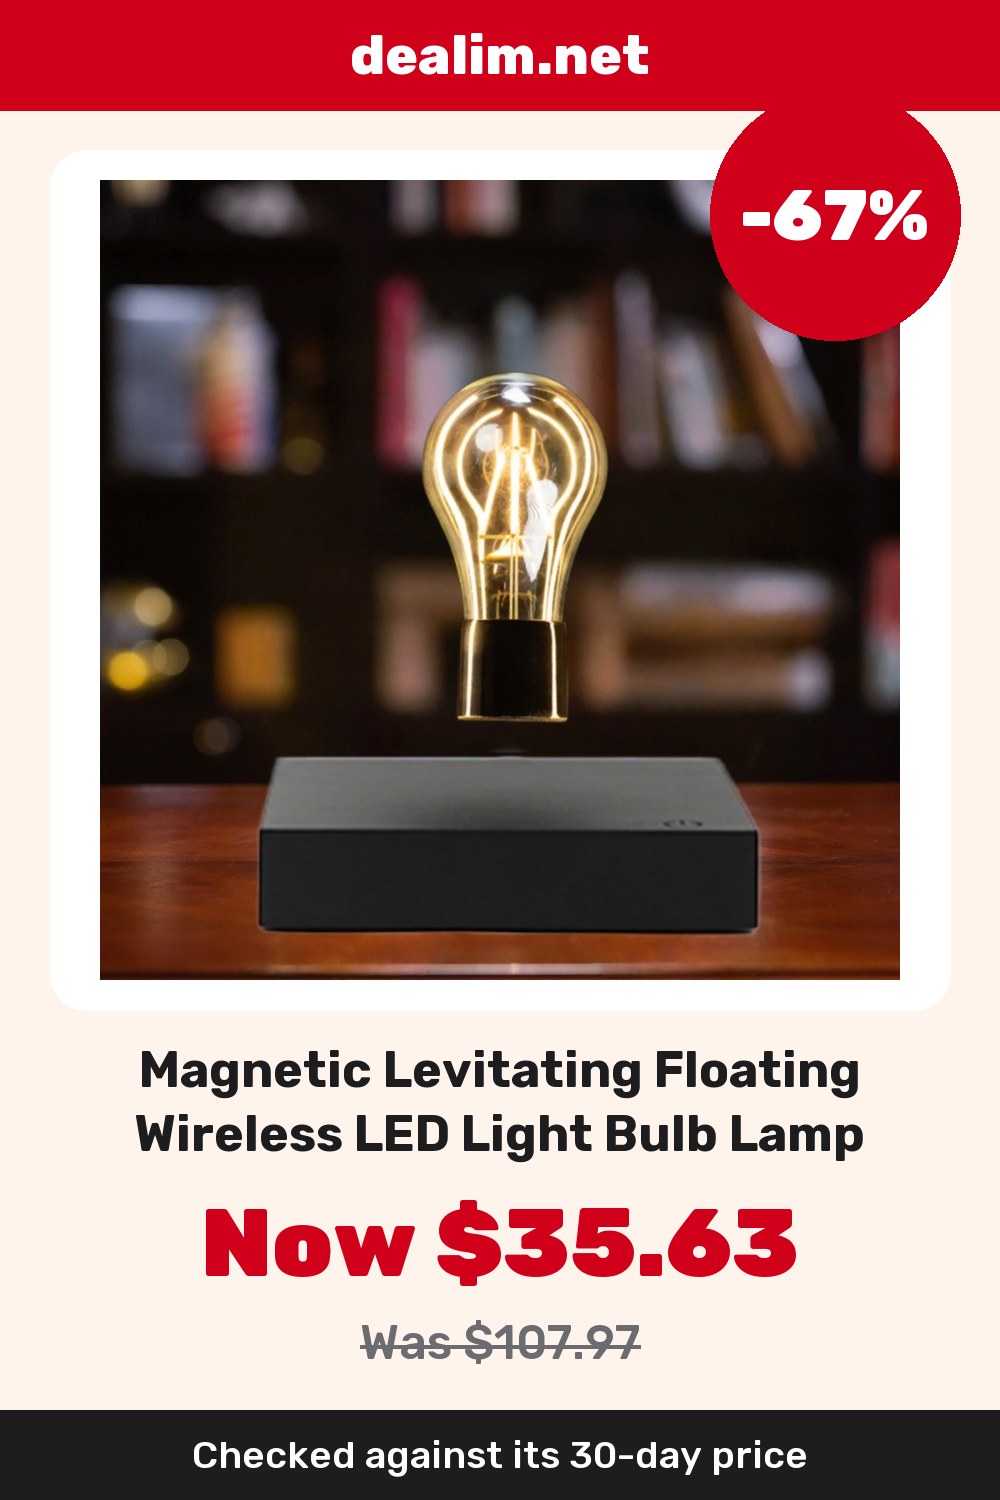 dealim.net
-67%
Magnetic Levitating Floating
Wireless LED Light Bulb Lamp
Now $35.63
Was $107.97
Checked against its 30-day price